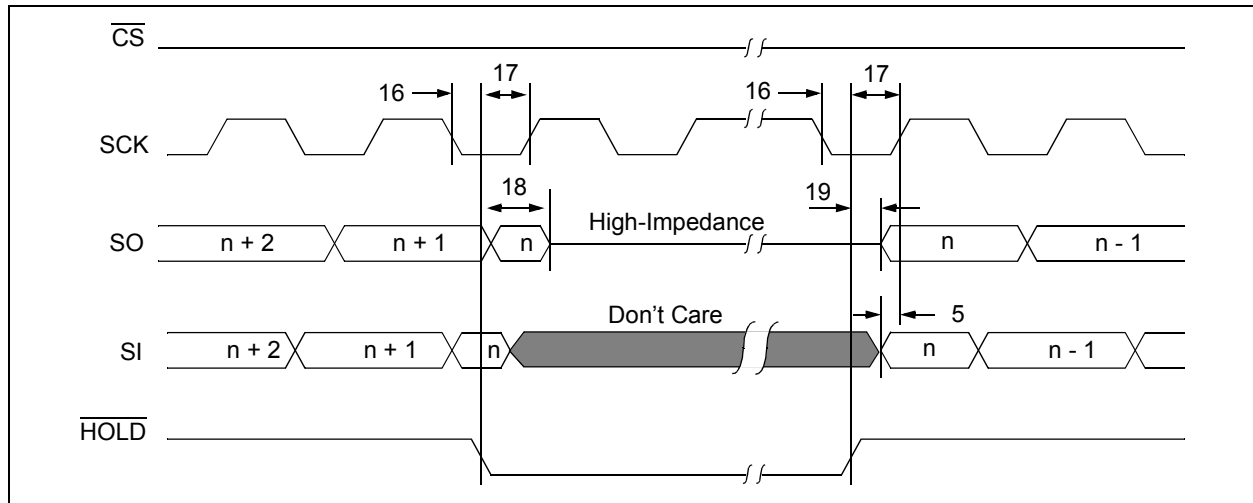 CS
17 17
16 16
SCK
18 19
High-Impedance
SO n + 2 n + 1 n n n - 1
Don't Care 5
SI n + 2 n + 1 n n n - 1
HOLD